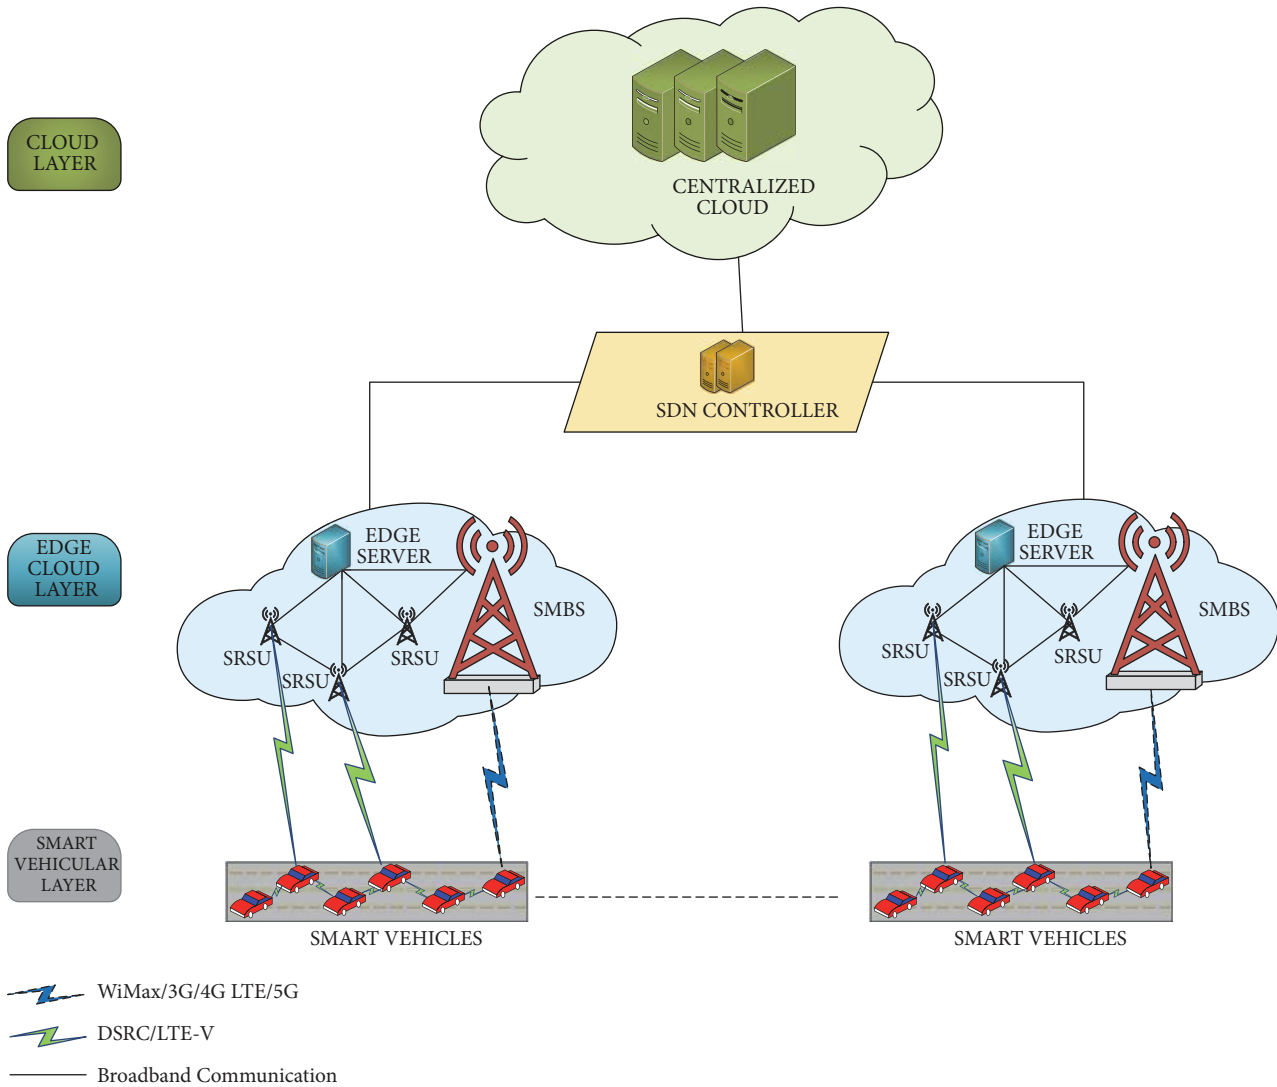 CENTRALIZED
CLOUD
CLOUD
LAYER
SDN CONTROLLER
EDGE
CLOUD
LAYER
EDGE
SERVER
SMBS
SRSU
SRSU
SRSU
EDGE
SERVER
SMBS
SRSU
SRSU
SRSU
SMART
VEHICULAR
LAYER
SMART VEHICLES
SMART VEHICLES
WiMax/3G/4G LTE/5G
DSRC/LTE-V
Broadband Communication